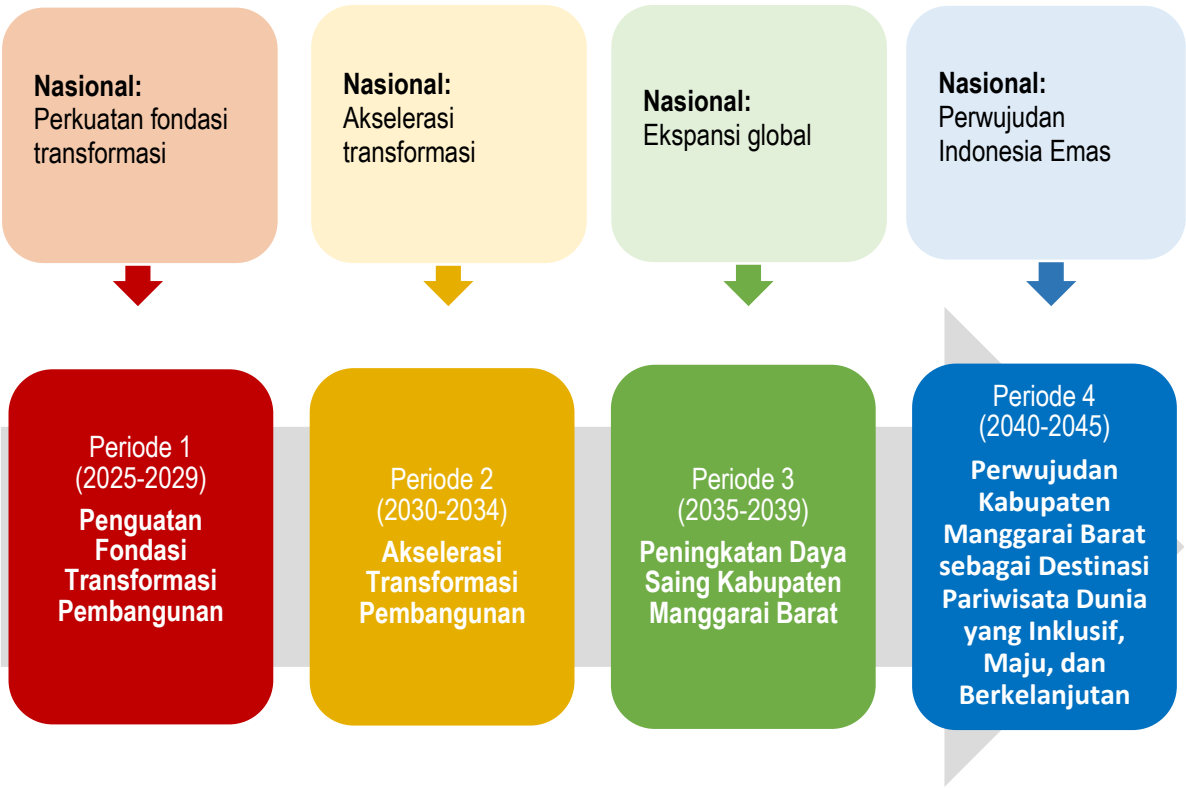 Nasional:
Perkuatan fondasi
transformasi
Nasional:
Akselerasi
transformasi
Nasional:
Ekspansi global
Nasional:
Perwujudan
Indonesia Emas
Periode 1
(2025-2029)
Penguatan
Fondasi
Transformasi
Pembangunan
Periode 2
(2030-2034)
Akselerasi
Transformasi
Pembangunan
Periode 3
(2035-2039)
Peningkatan Daya
Saing Kabupaten
Manggarai Barat
Periode 4
(2040-2045)
Perwujudan
Kabupaten
Manggarai Barat
sebagai Destinasi
Pariwisata Dunia
yang Inklusif,
Maju, dan
Berkelanjutan